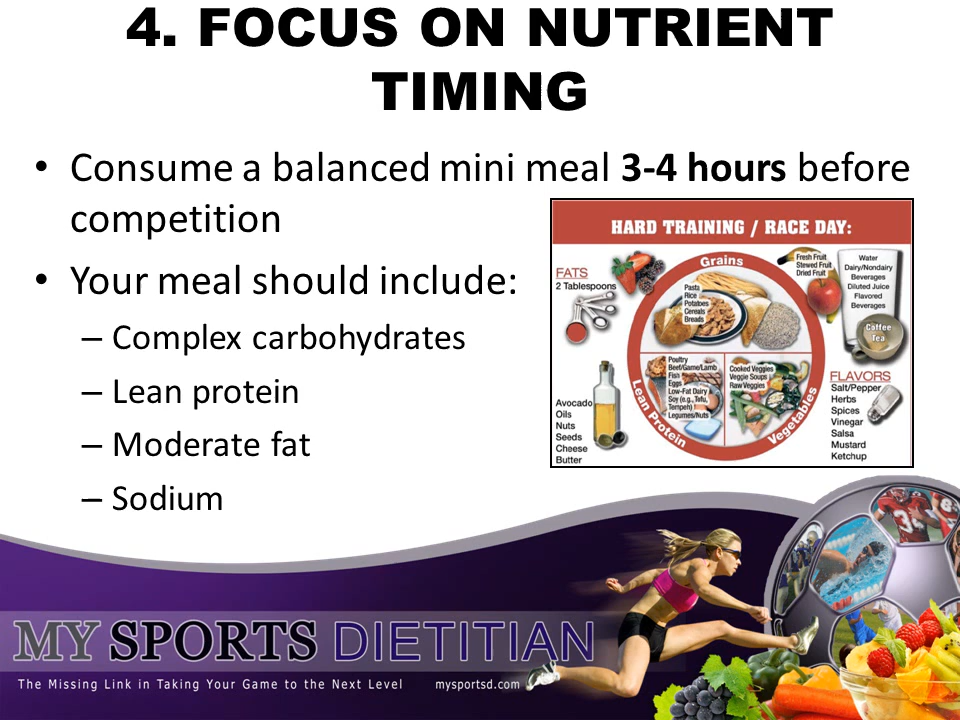 4. FOCUS ON NUTRIENT
TIMING
• Consume a balanced mini meal 3-4 hours before
competition
• Your meal should include:
– Complex carbohydrates
– Lean protein
– Moderate fat
– Sodium
HARD TRAINING / RACE DAY:
FATS
2 Tablespoons
Avocado
Oils
Nuts
Seeds
Cheese
Butter
Grains
Pasta
Rice
Potatoes
Cereals
Breads
Fresh Fruit
Stewed Fruit
Dried Fruit
Water
Dairy/Nondairy
Beverages
Diluted Juice
Flavored
Beverages
Coffee
Tea
Lean Protein
Poultry
Beef/Game/Lamb
Fish
Eggs
Low-Fat Dairy
Soy (e.g., Tofu,
Tempeh)
Legumes/Nuts
Vegetables
Cooked Veggies
Veggie Soups
Raw Veggies
FLAVORS
Salt/Pepper
Herbs
Spices
Vinegar
Salsa
Mustard
Ketchup
34
MY SPORTS DIETITIAN
The Missing Link in Taking Your Game to the Next Level mysportsd.com